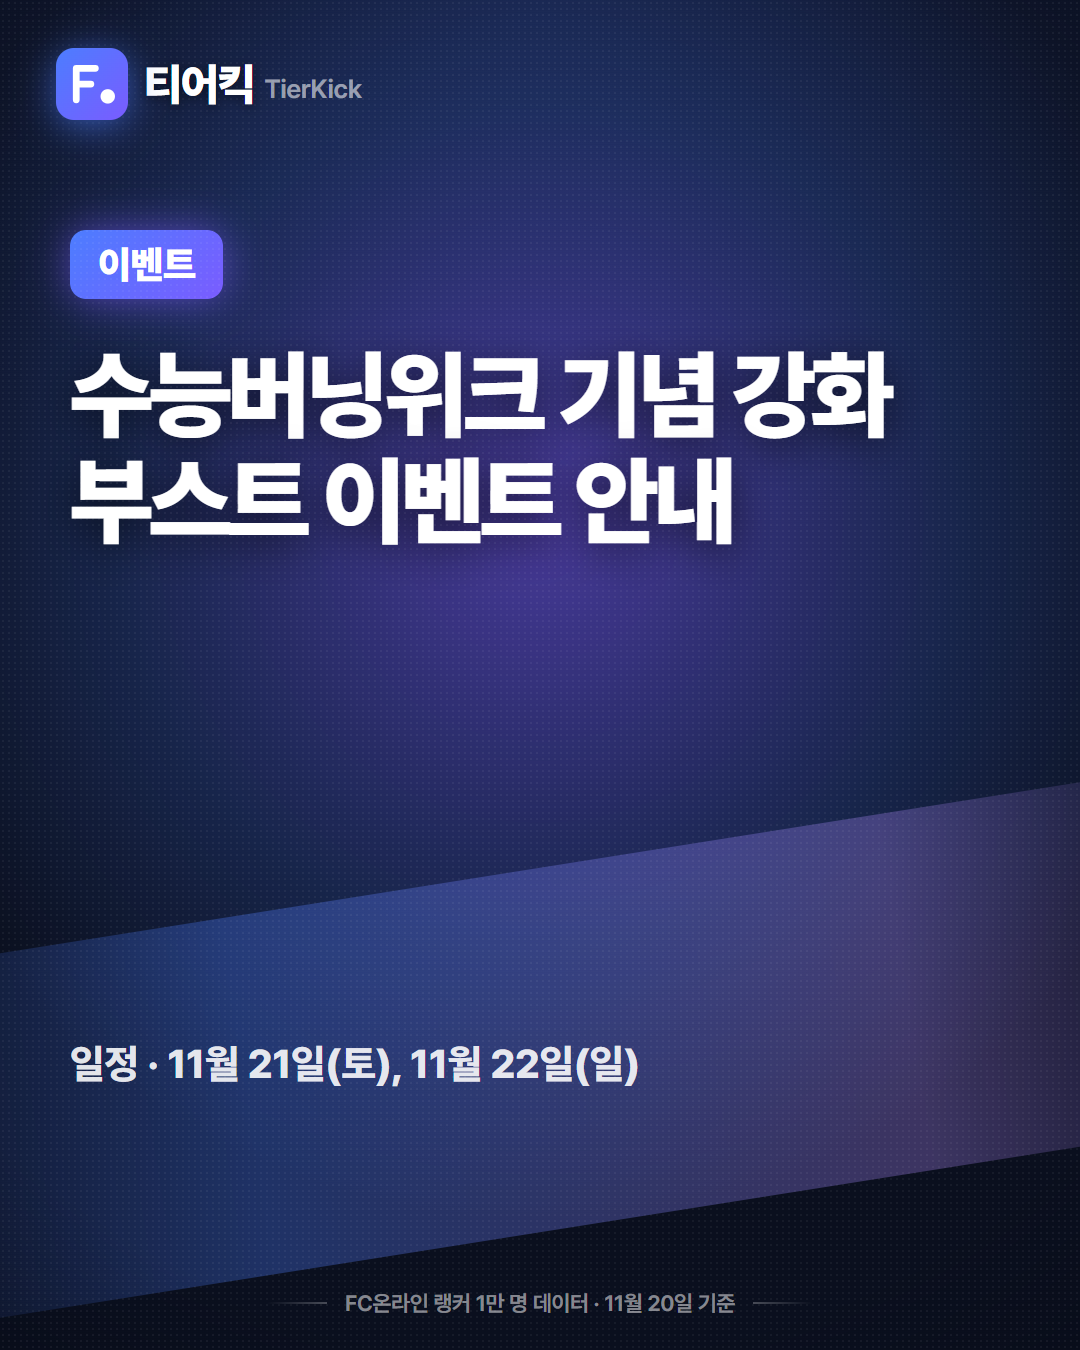 F.
티어킥 TierKick
이벤트
수능버닝위크 기념 강화
부스트 이벤트 안내
일정 · 11월 21일(토), 11월 22일(일)
FC온라인 랭커 1만 명 데이터 · 11월 20일 기준